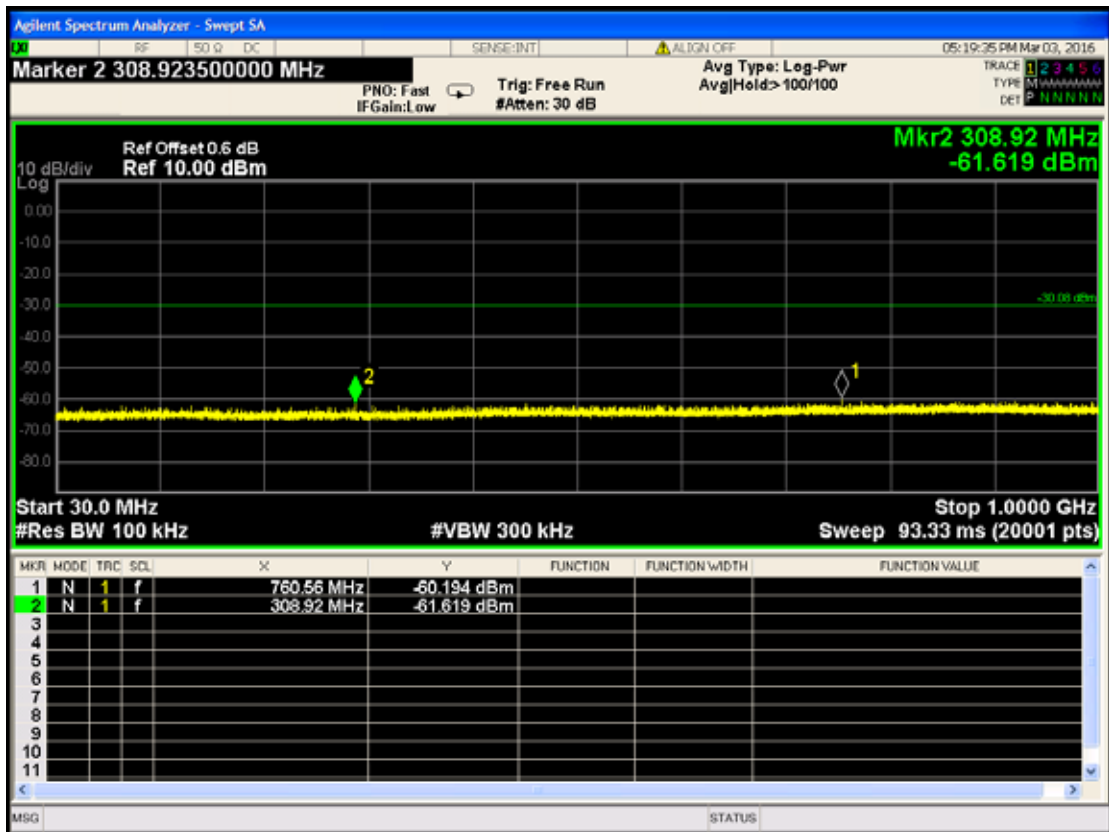 Agilent Spectrum Analyzer - Swept SA
RF 50 Ω DC SENSE:INT ALIGN OFF 05:19:35 PM Mar 03, 2016
Marker 2 308.923500000 MHz
PNO: Fast
IFGain:Low
Trig: Free Run
#Atten: 30 dB
Avg Type: Log-Pwr
Avg|Hold:>100/100
TRACE 1 2 3 4 5 6
TYPE M WWWWW
DET P N N N N N
Mkr2 308.92 MHz
-61.619 dBm
Ref Offset 0.6 dB
10 dB/div Ref 10.00 dBm
Log
0.00
-10.0
-20.0
-30.0
-30.08 dBm
-40.0
-50.0
2
1
-60.0
-70.0
-80.0
Start 30.0 MHz Stop 1.0000 GHz
#Res BW 100 kHz #VBW 300 kHz Sweep 93.33 ms (20001 pts)
MKR MODE TRC SCL X Y FUNCTION FUNCTION WIDTH FUNCTION VALUE
1 N 1 f 760.56 MHz -60.194 dBm
2 N 1 f 308.92 MHz -61.619 dBm
3
4
5
6
7
8
9
10
11
MSG STATUS